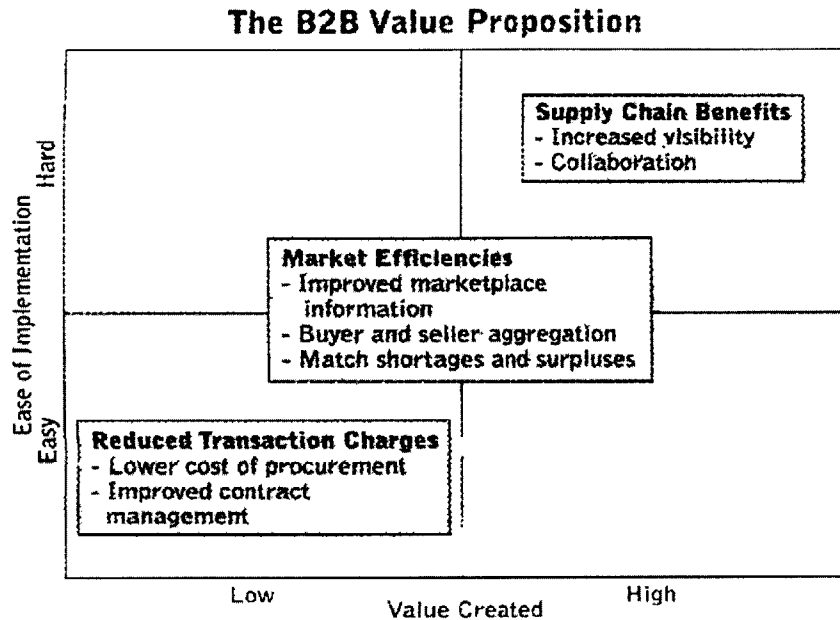 The B2B Value Proposition
Supply Chain Benefits
- Increased visibility
- Collaboration
Hard
Market Efficiencies
- Improved marketplace
information
- Buyer and seller aggregation
- Match shortages and surpluses
Ease of Implementation
Easy
Reduced Transaction Charges
- Lower cost of procurement
- Improved contract
management
Low
Value Created
High